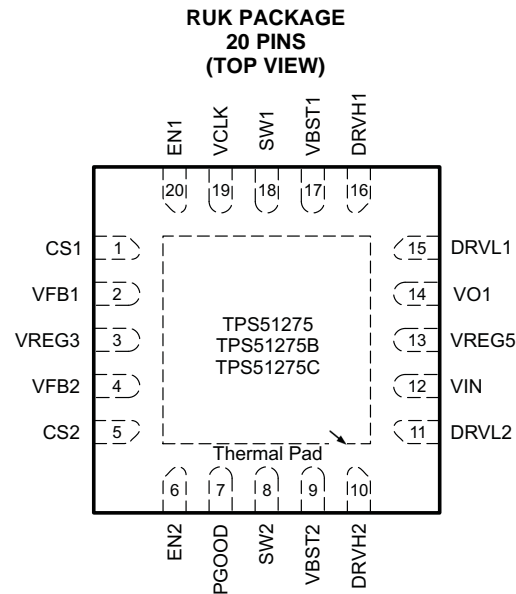 RUK PACKAGE
20 PINS
(TOP VIEW)
EN1
VCLK
SW1
VBST1
DRVH1
20
19
18
17
16
CS1 1
15 DRVL1
VFB1 2
14 VO1
VREG3 3
13 VREG5
VFB2 4
12 VIN
CS2 5
11 DRVL2
TPS51275
TPS51275B
TPS51275C
Thermal Pad
6
7
8
9
10
EN2
PGOOD
SW2
VBST2
DRVH2